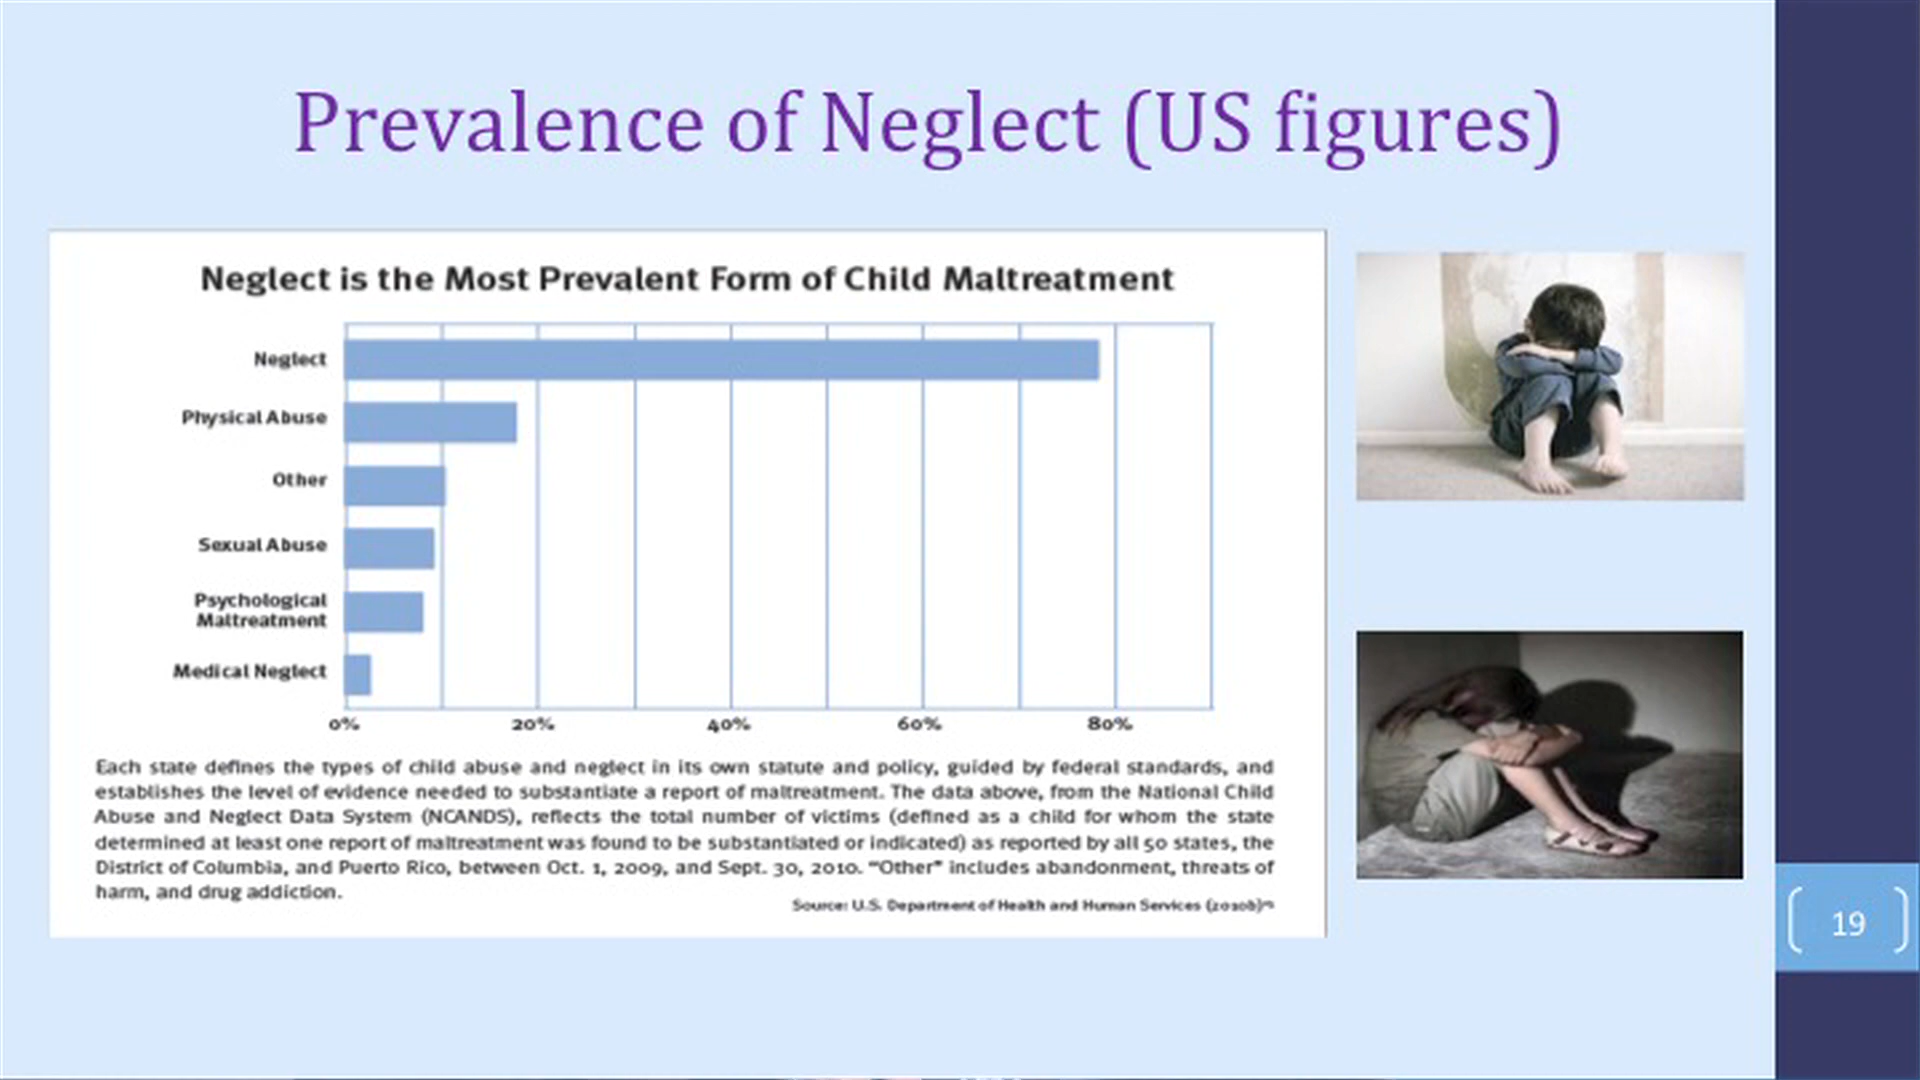 Prevalence of Neglect (US figures)
Neglect is the Most Prevalent Form of Child Maltreatment
Neglect
Physical Abuse
Other
Sexual Abuse
Psychological
Maltreatment
Medical Neglect
0% 20% 40% 60% 80%
Each state defines the types of child abuse and neglect in its own statute and policy, guided by federal standards, and
establishes the level of evidence needed to substantiate a report of maltreatment. The data above, from the National Child
Abuse and Neglect Data System (NCANDS), reflects the total number of victims (defined as a child for whom the state
determined at least one report of maltreatment was found to be substantiated or indicated) as reported by all 50 states, the
District of Columbia, and Puerto Rico, between Oct. 1, 2009, and Sept. 30, 2010. “Other” includes abandonment, threats of
harm, and drug addiction.
Source: U.S. Department of Health and Human Services (2010b)
19